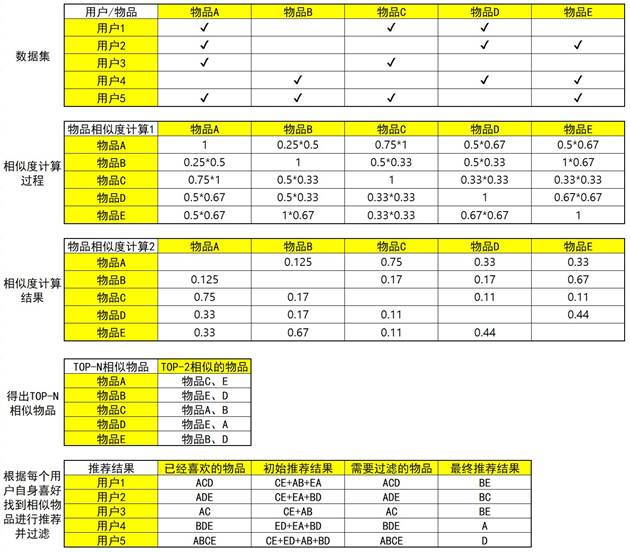 用户/物品 物品A 物品B 物品C 物品D 物品E
数据集
用户1 ✓ ✓ ✓
用户2 ✓ ✓ ✓
用户3 ✓ ✓
用户4 ✓ ✓ ✓
用户5 ✓ ✓ ✓ ✓
物品相似度计算1 物品A 物品B 物品C 物品D 物品E
相似度计算
过程
物品A 1 0.25*0.5 0.75*1 0.5*0.67 0.5*0.67
物品B 0.25*0.5 1 0.5*0.33 0.5*0.33 1*0.67
物品C 0.75*1 0.5*0.33 1 0.33*0.33 0.33*0.33
物品D 0.5*0.67 0.5*0.33 0.33*0.33 1 0.67*0.67
物品E 0.5*0.67 1*0.67 0.33*0.33 0.67*0.67 1
物品相似度计算2 物品A 物品B 物品C 物品D 物品E
相似度计算
结果
物品A 0.125 0.75 0.33 0.33
物品B 0.125 0.17 0.17 0.67
物品C 0.75 0.17 0.11 0.11
物品D 0.33 0.17 0.11 0.44
物品E 0.33 0.67 0.11 0.44
TOP-N相似物品 TOP-2相似的物品
得出TOP-N
相似物品
物品A 物品C、E
物品B 物品E、D
物品C 物品A、B
物品D 物品E、A
物品E 物品B、D
推荐结果 已经喜欢的物品 初始推荐结果 需要过滤的物品 最终推荐结果
根据每个用
户自身喜好
找到相似物
品进行推荐
并过滤
用户1 ACD CE+AB+EA ACD BE
用户2 ADE CE+EA+BD ADE BC
用户3 AC CE+AB AC BE
用户4 BDE ED+EA+BD BDE A
用户5 ABCE CE+ED+AB+BD ABCE D